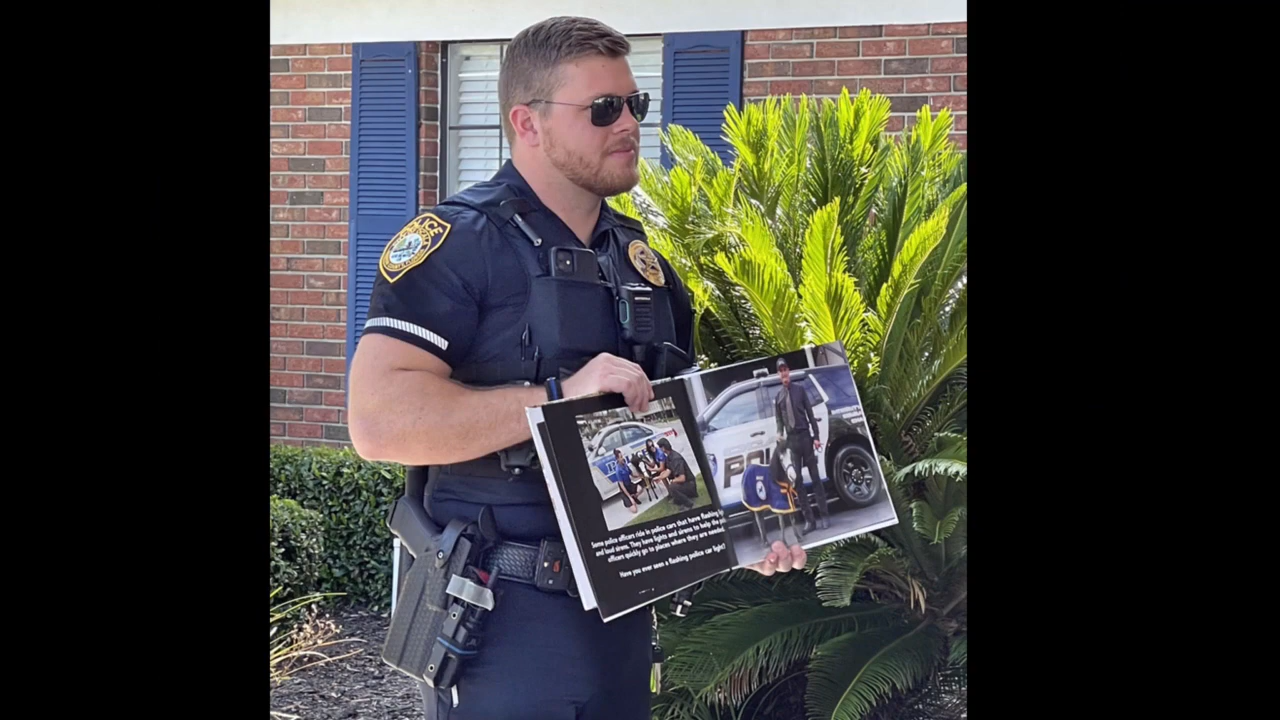 POLICE
Some police officers ride in police cars that have flashing
and loud sirens. They have lights and sirens to help the
officers quickly go to places where they are needed.
Have you ever seen a flashing police car light?